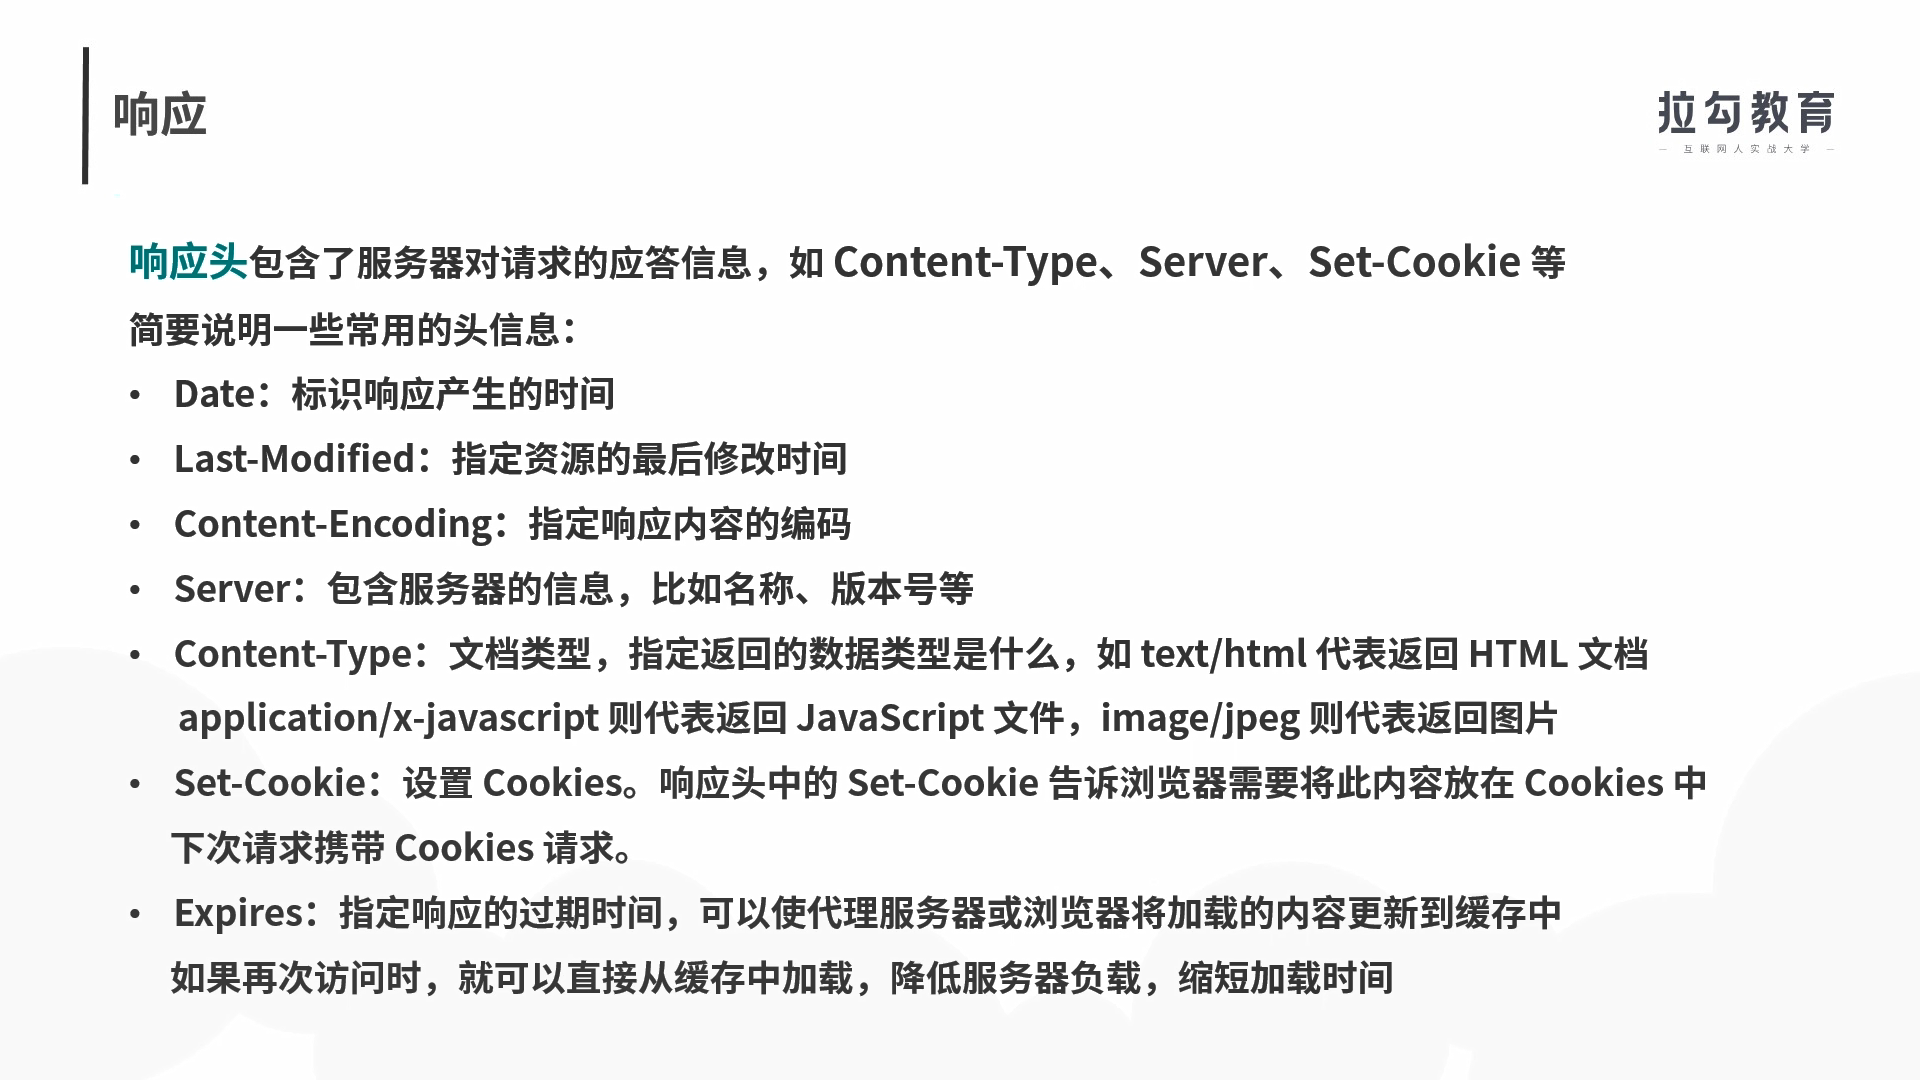 响应
拉勾教育
— 互联网人实战大学 —
响应头包含了服务器对请求的应答信息，如 Content-Type、Server、Set-Cookie 等
简要说明一些常用的头信息：
• Date：标识响应产生的时间
• Last-Modified：指定资源的最后修改时间
• Content-Encoding：指定响应内容的编码
• Server：包含服务器的信息，比如名称、版本号等
• Content-Type：文档类型，指定返回的数据类型是什么，如 text/html 代表返回 HTML 文档
application/x-javascript 则代表返回 JavaScript 文件，image/jpeg 则代表返回图片
• Set-Cookie：设置 Cookies。响应头中的 Set-Cookie 告诉浏览器需要将此内容放在 Cookies 中
下次请求携带 Cookies 请求。
• Expires：指定响应的过期时间，可以使代理服务器或浏览器将加载的内容更新到缓存中
如果再次访问时，就可以直接从缓存中加载，降低服务器负载，缩短加载时间